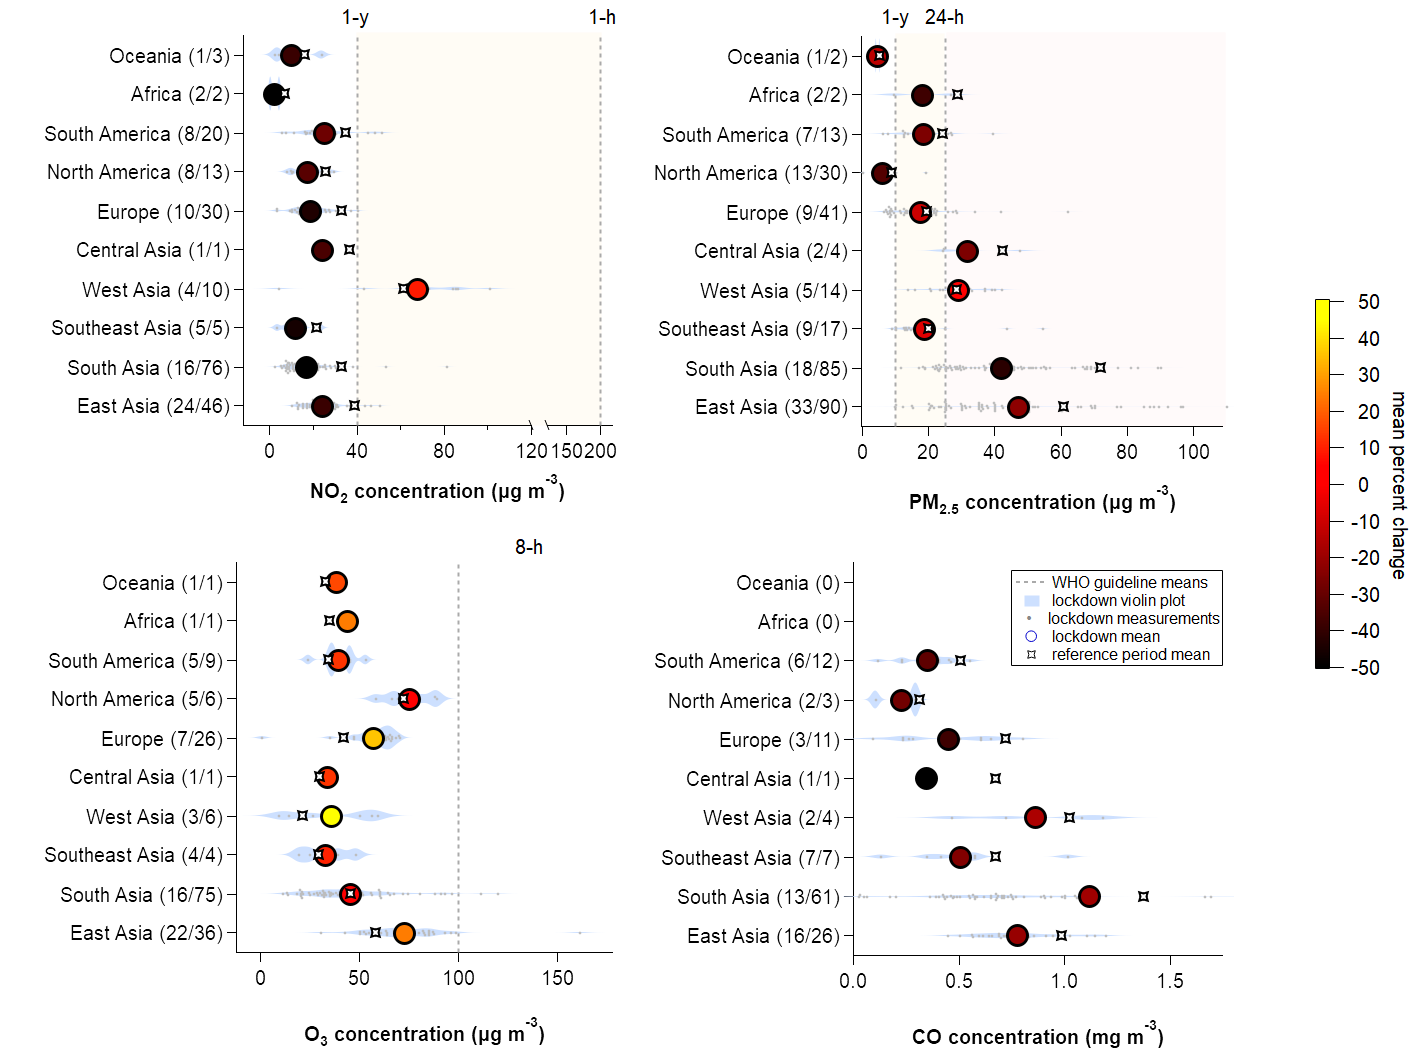 1-y
1-h
Oceania (1/3)
Africa (2/2)
South America (8/20)
North America (8/13)
Europe (10/30)
Central Asia (1/1)
West Asia (4/10)
Southeast Asia (5/5)
South Asia (16/76)
East Asia (24/46)
0
40
80
120
150
200
NO2 concentration (µg m-3)
1-y
24-h
Oceania (1/2)
Africa (2/2)
South America (7/13)
North America (13/30)
Europe (9/41)
Central Asia (2/4)
West Asia (5/14)
Southeast Asia (9/17)
South Asia (18/85)
East Asia (33/90)
0
20
40
60
80
100
PM2.5 concentration (µg m-3)
50
40
30
20
10
0
-10
-20
-30
-40
-50
mean percent change
8-h
Oceania (1/1)
Africa (1/1)
South America (5/9)
North America (5/6)
Europe (7/26)
Central Asia (1/1)
West Asia (3/6)
Southeast Asia (4/4)
South Asia (16/75)
East Asia (22/36)
0
50
100
150
O3 concentration (µg m-3)
Oceania (0)
Africa (0)
South America (6/12)
North America (2/3)
Europe (3/11)
Central Asia (1/1)
West Asia (2/4)
Southeast Asia (7/7)
South Asia (13/61)
East Asia (16/26)
0.0
0.5
1.0
1.5
CO concentration (mg m-3)
WHO guideline means
lockdown violin plot
lockdown measurements
lockdown mean
reference period mean